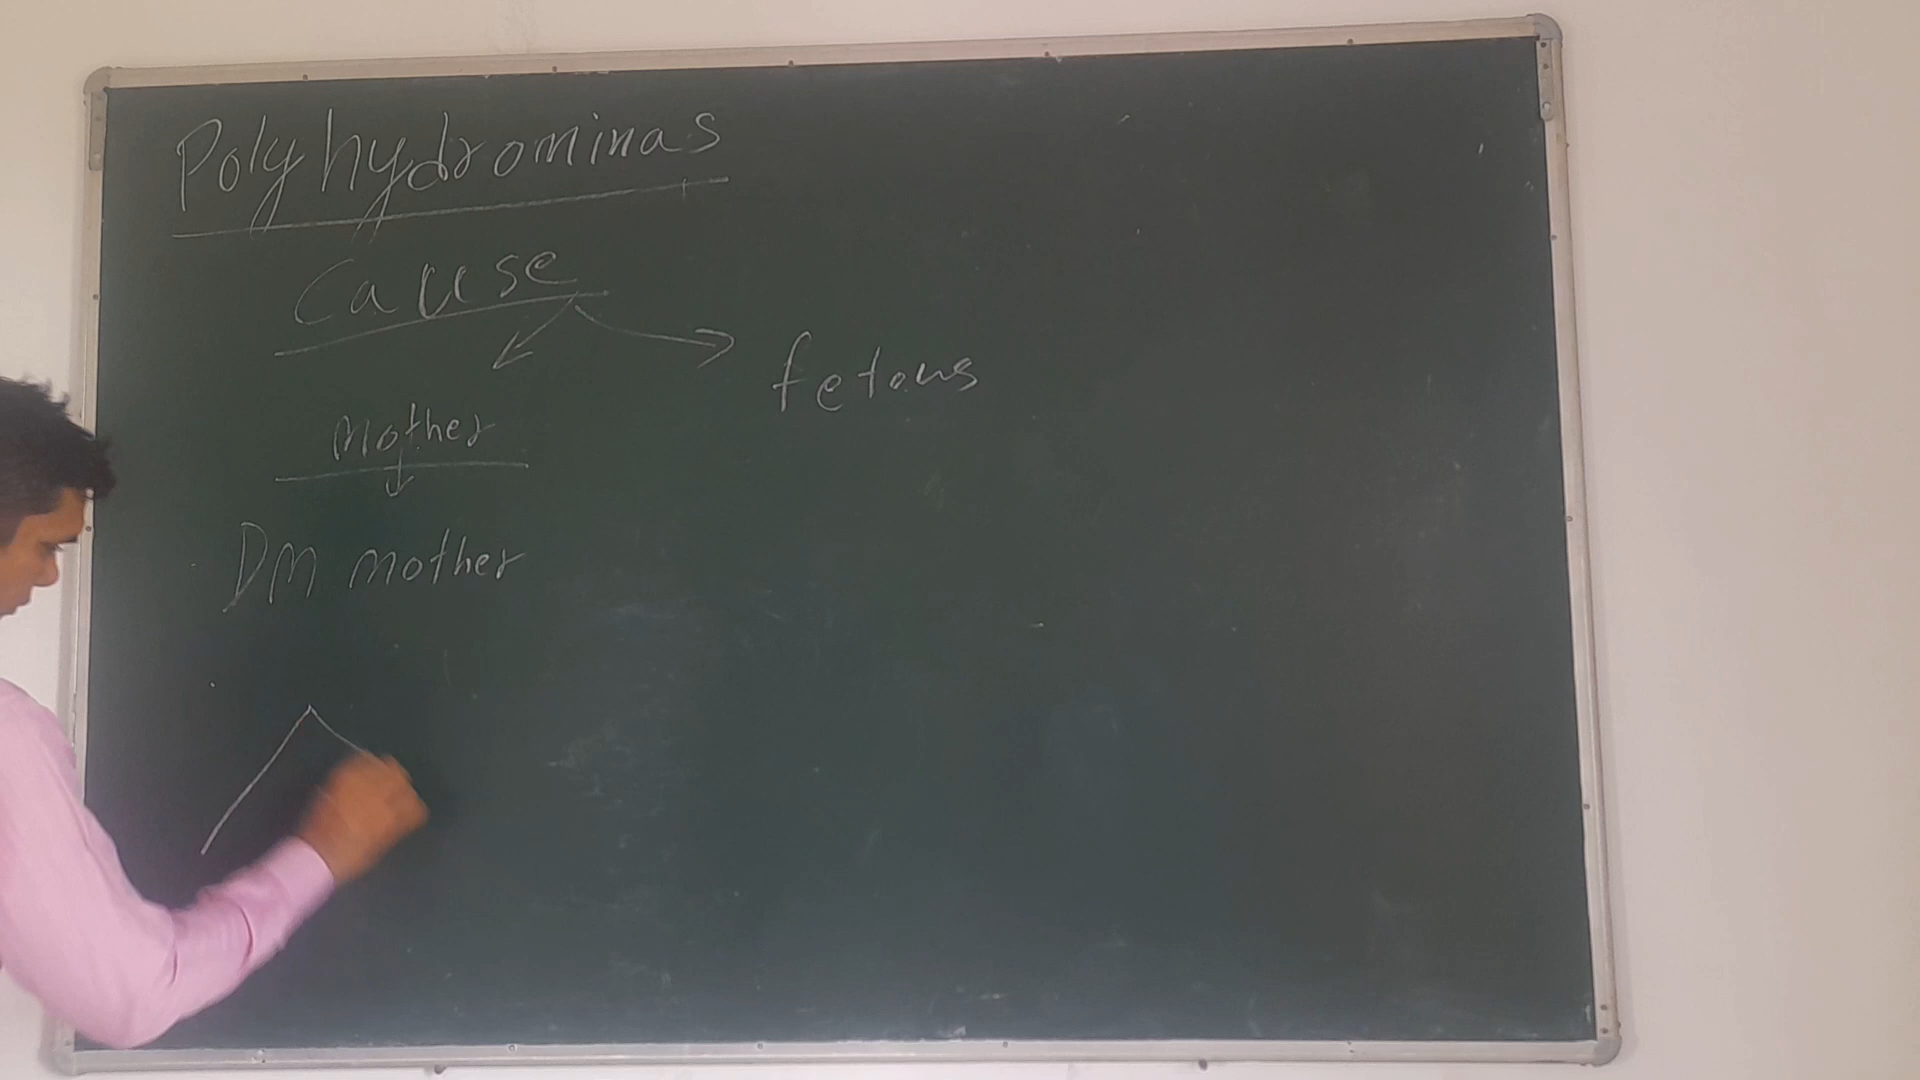 Polyhydrominas
Cause
fetous
Mother
DM mother